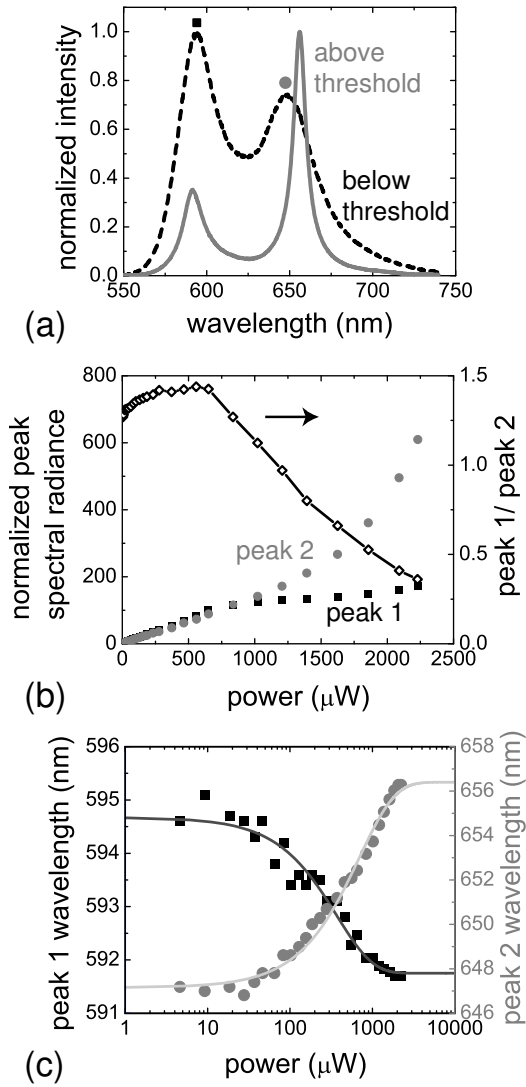 1.0
0.8
0.6
0.4
0.2
0.0
normalized intensity
above
threshold
below
threshold
550 600 650 700 750
wavelength (nm)
(a)
800
700
600
500
400
300
200
100
0
normalized peak
spectral radiance
1.5
1.0
0.5
0.0
peak 1/ peak 2
peak 2
peak 1
0 500 1000 1500 2000 2500
power (μW)
(b)
596
595
594
593
592
591
peak 1 wavelength (nm)
658
656
654
652
650
648
646
peak 2 wavelength (nm)
1 10 100 1000 10000
power (μW)
(c)